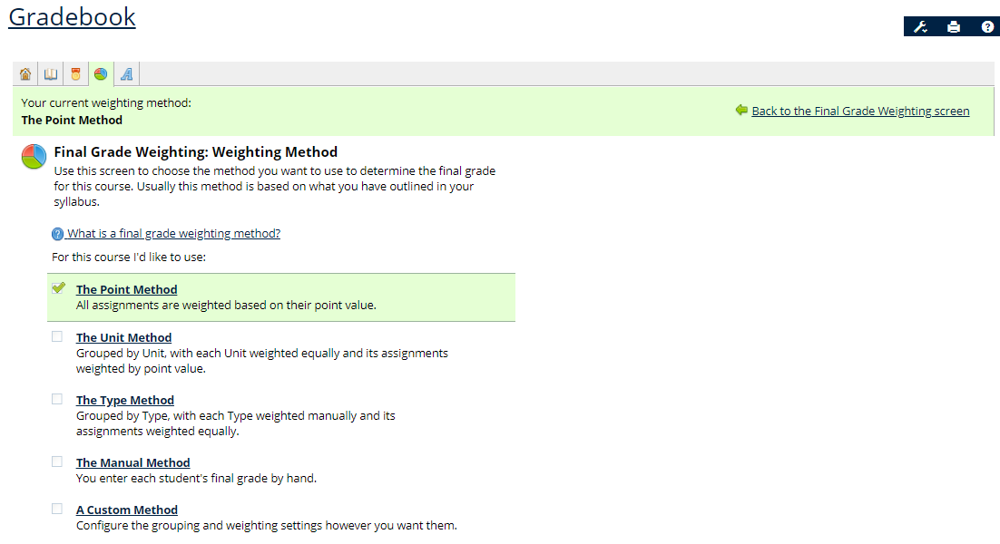 Gradebook
Your current weighting method:
The Point Method
Back to the Final Grade Weighting screen
Final Grade Weighting: Weighting Method
Use this screen to choose the method you want to use to determine the final grade
for this course. Usually this method is based on what you have outlined in your
syllabus.
What is a final grade weighting method?
For this course I'd like to use:
The Point Method
All assignments are weighted based on their point value.
The Unit Method
Grouped by Unit, with each Unit weighted equally and its assignments
weighted by point value.
The Type Method
Grouped by Type, with each Type weighted manually and its
assignments weighted equally.
The Manual Method
You enter each student's final grade by hand.
A Custom Method
Configure the grouping and weighting settings however you want them.